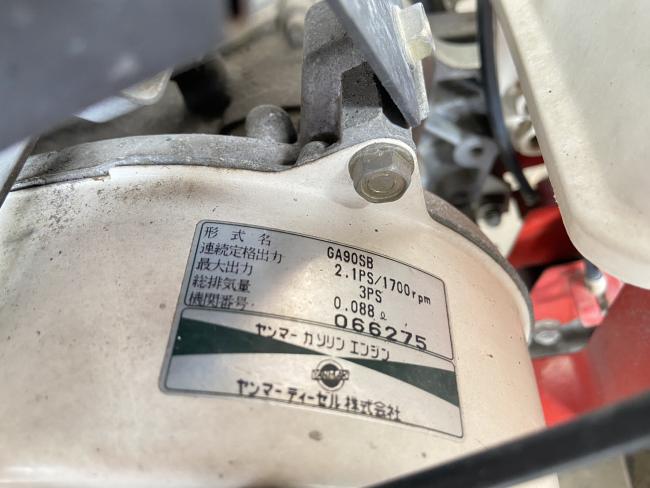 形式名 GA90SB
連続定格出力 2.1PS/1700rpm
最大出力 3PS
総排気量 0.088ℓ
機関番号 066275
ヤンマー ガソリン エンジン
YANMAR
ヤンマーディーゼル 株式会社